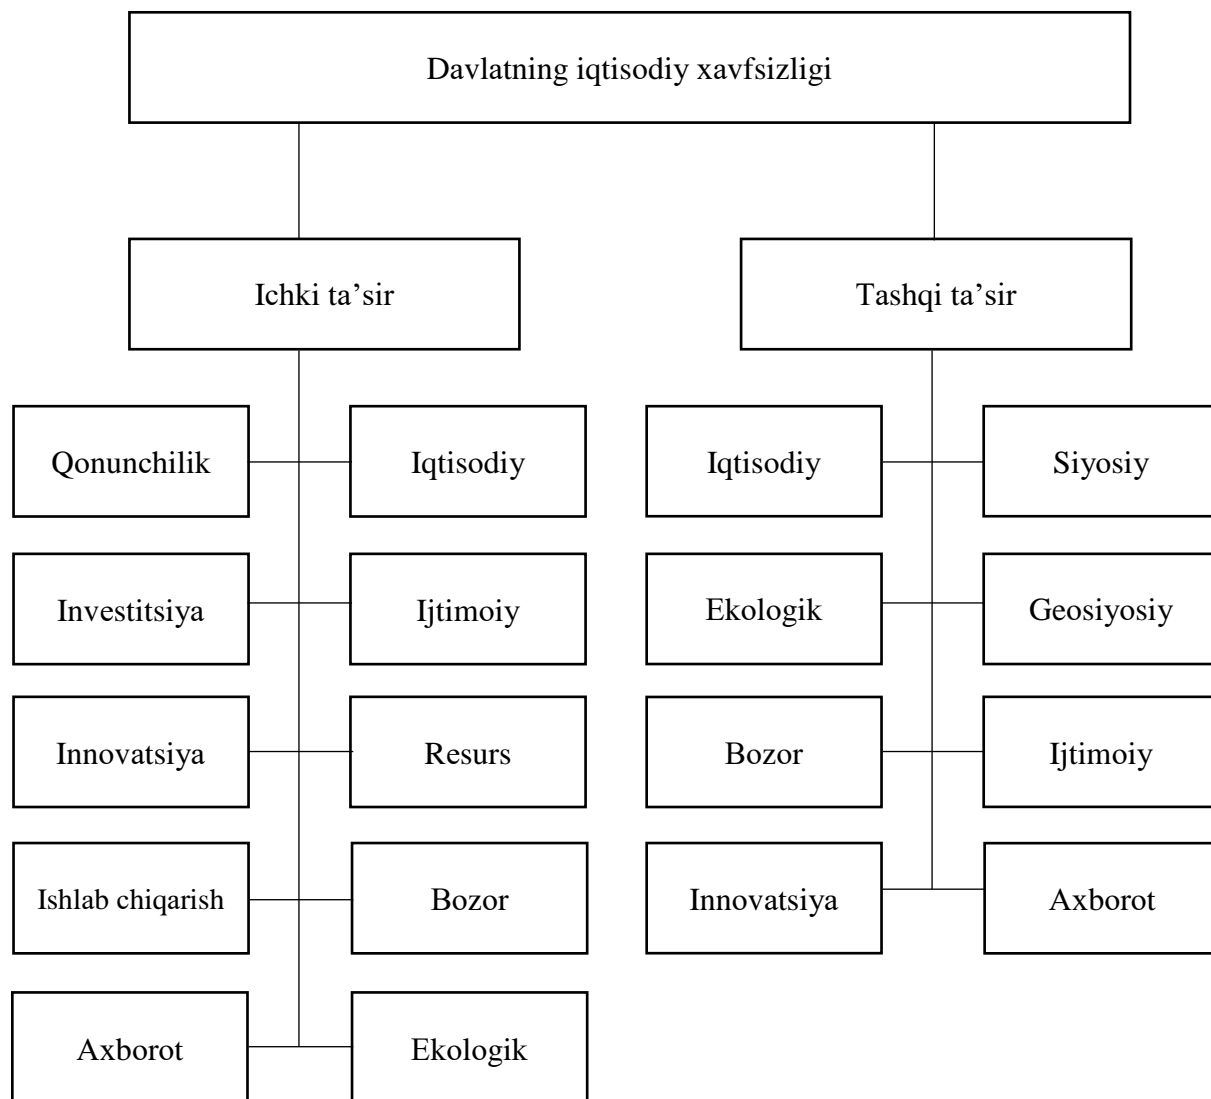 Davlatning iqtisodiy xavfsizligi
Ichki ta’sir
Tashqi ta’sir
Qonunchilik
Iqtisodiy
Iqtisodiy
Siyosiy
Investitsiya
Ijtimoiy
Ekologik
Geosiyosiy
Innovatsiya
Resurs
Bozor
Ijtimoiy
Ishlab chiqarish
Bozor
Innovatsiya
Axborot
Axborot
Ekologik